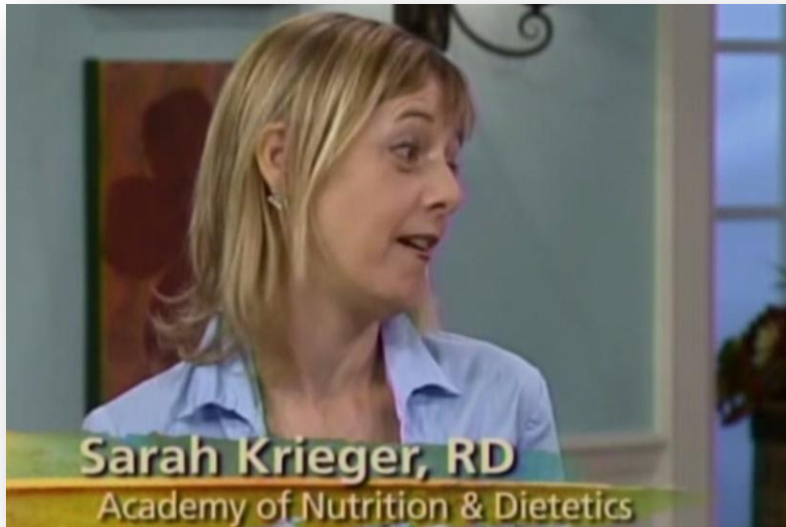 Sarah Krieger, RD
Academy of Nutrition & Dietetics